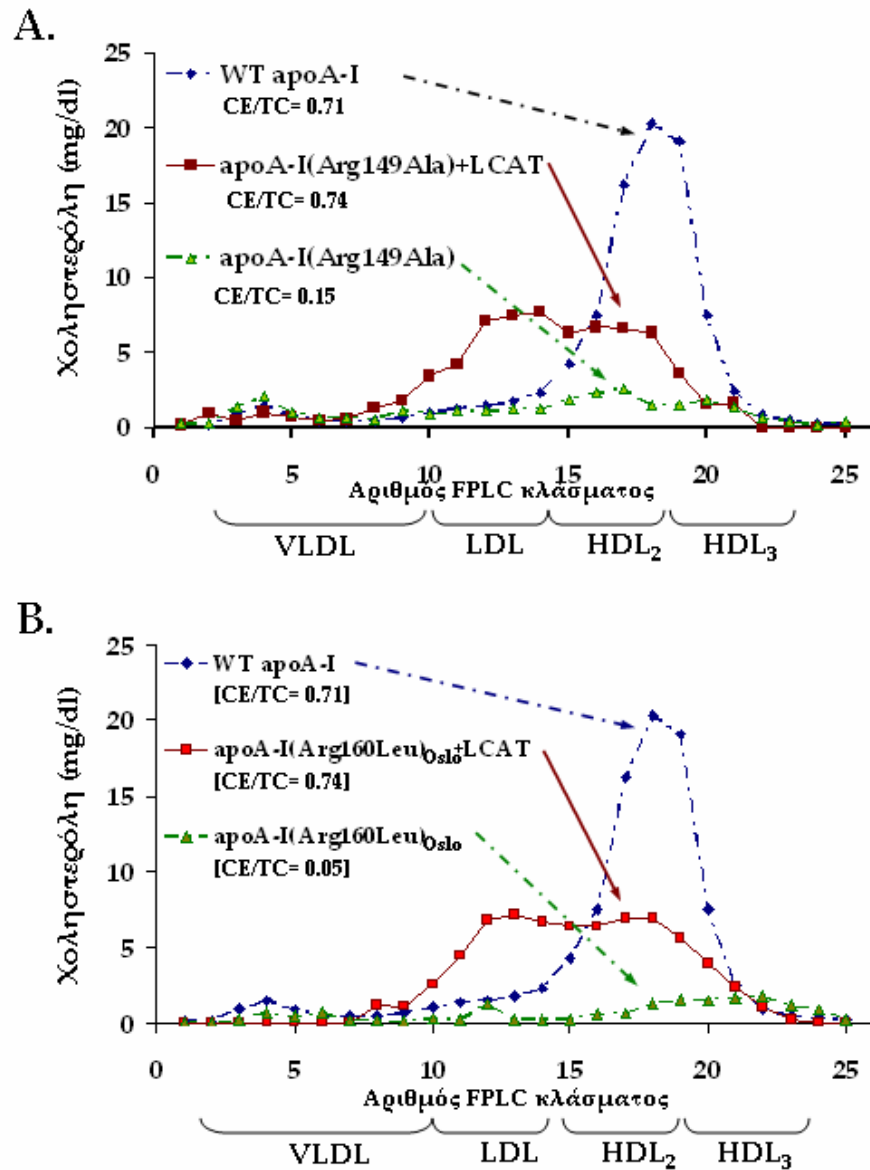 A.
Χοληστερόλη (mg/dl)
25
20
15
10
5
0
WT apoA-I
CE/TC= 0.71
apoA-I(Arg149Ala)+LCAT
CE/TC= 0.74
apoA-I(Arg149Ala)
CE/TC= 0.15
0 5 10 15 20 25
Αριθμός FPLC κλάσματος
VLDL LDL HDL2 HDL3
B.
Χοληστερόλη (mg/dl)
25
20
15
10
5
0
WT apoA-I
[CE/TC= 0.71]
apoA-I(Arg160Leu)Oslo+LCAT
[CE/TC= 0.74]
apoA-I(Arg160Leu)Oslo
[CE/TC= 0.05]
0 5 10 15 20 25
Αριθμός FPLC κλάσματος
VLDL LDL HDL2 HDL3